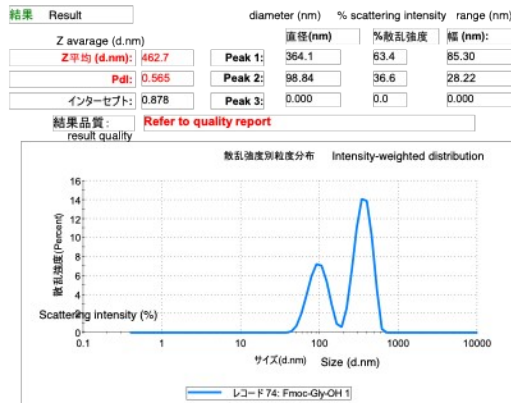 結果 Result
diameter (nm) % scattering intensity range (nm)
Z avarage (d.nm) 直径(nm) %散乱強度 幅 (nm):
Z平均 (d.nm): 462.7 Peak 1: 364.1 63.4 85.30
PdI: 0.565 Peak 2: 98.84 36.6 28.22
インターセプト: 0.878 Peak 3: 0.000 0.0 0.000
結果品質: Refer to quality report
result quality
散乱強度別粒度分布 Intensity-weighted distribution
散乱強度(Percent)
16
14
12
10
8
6
4
2
0
Scattering intensity (%)
0.1 1 10 100 1000 10000
サイズ(d.nm) Size (d.nm)
レコード 74: Fmoc-Gly-OH 1